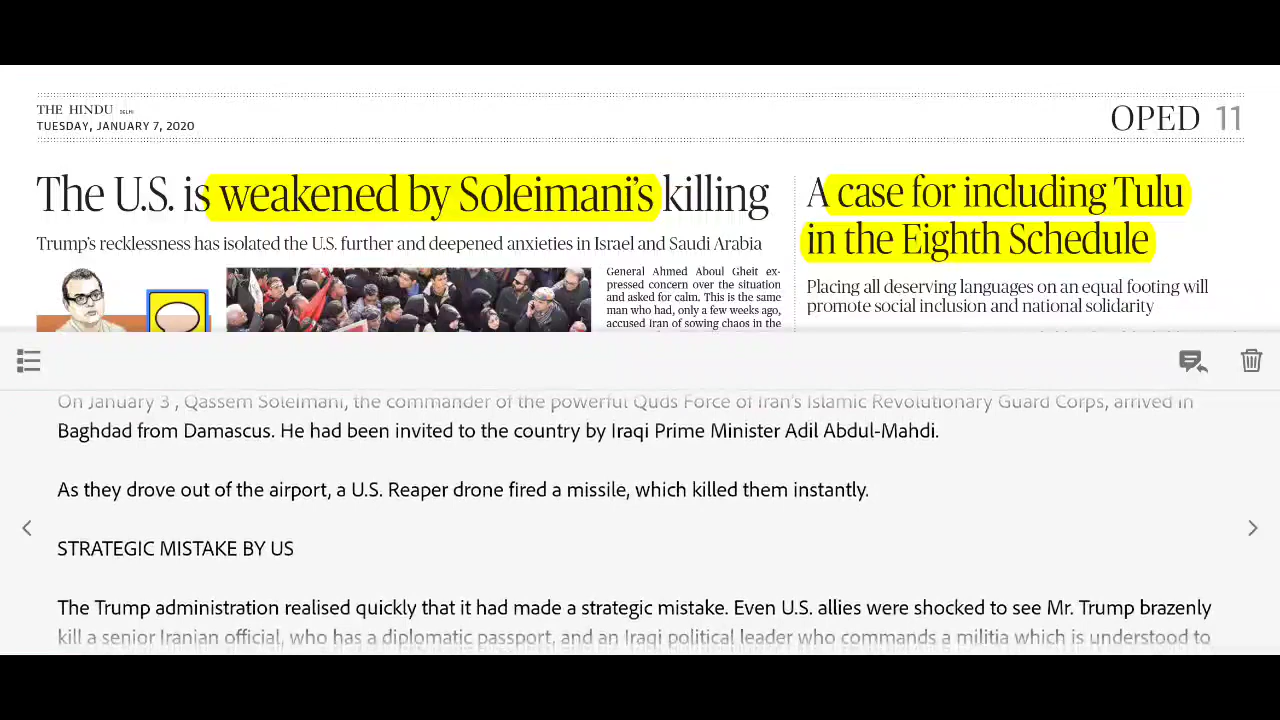 THE HINDU DELHI
TUESDAY, JANUARY 7, 2020
OPED 11
The U.S. is weakened by Soleimani's killing
Trump's recklessness has isolated the U.S. further and deepened anxieties in Israel and Saudi Arabia
General Ahmed Aboul Gheit ex-
pressed concern over the situation
and asked for calm. This is the same
man who had, only a few weeks ago,
accused Iran of sowing chaos in the
A case for including Tulu
in the Eighth Schedule
Placing all deserving languages on an equal footing will
promote social inclusion and national solidarity
On January 3 , Qassem Soleimani, the commander of the powerful Quds Force of Iran's Islamic Revolutionary Guard Corps, arrived in
Baghdad from Damascus. He had been invited to the country by Iraqi Prime Minister Adil Abdul-Mahdi.
As they drove out of the airport, a U.S. Reaper drone fired a missile, which killed them instantly.
STRATEGIC MISTAKE BY US
The Trump administration realised quickly that it had made a strategic mistake. Even U.S. allies were shocked to see Mr. Trump brazenly
kill a senior Iranian official, who has a diplomatic passport, and an Iraqi political leader who commands a militia which is understood to